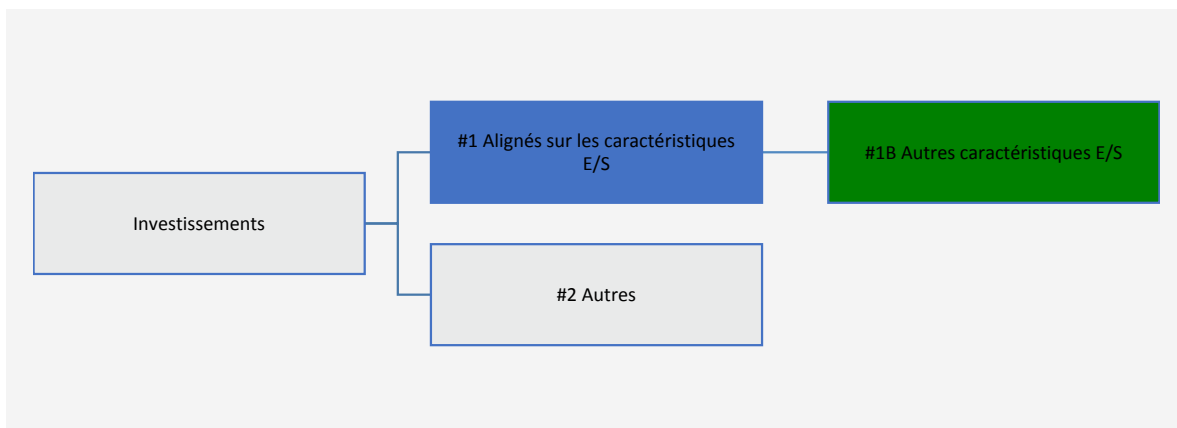 #1 Alignés sur les caractéristiques
E/S
#1B Autres caractéristiques E/S
Investissements
#2 Autres